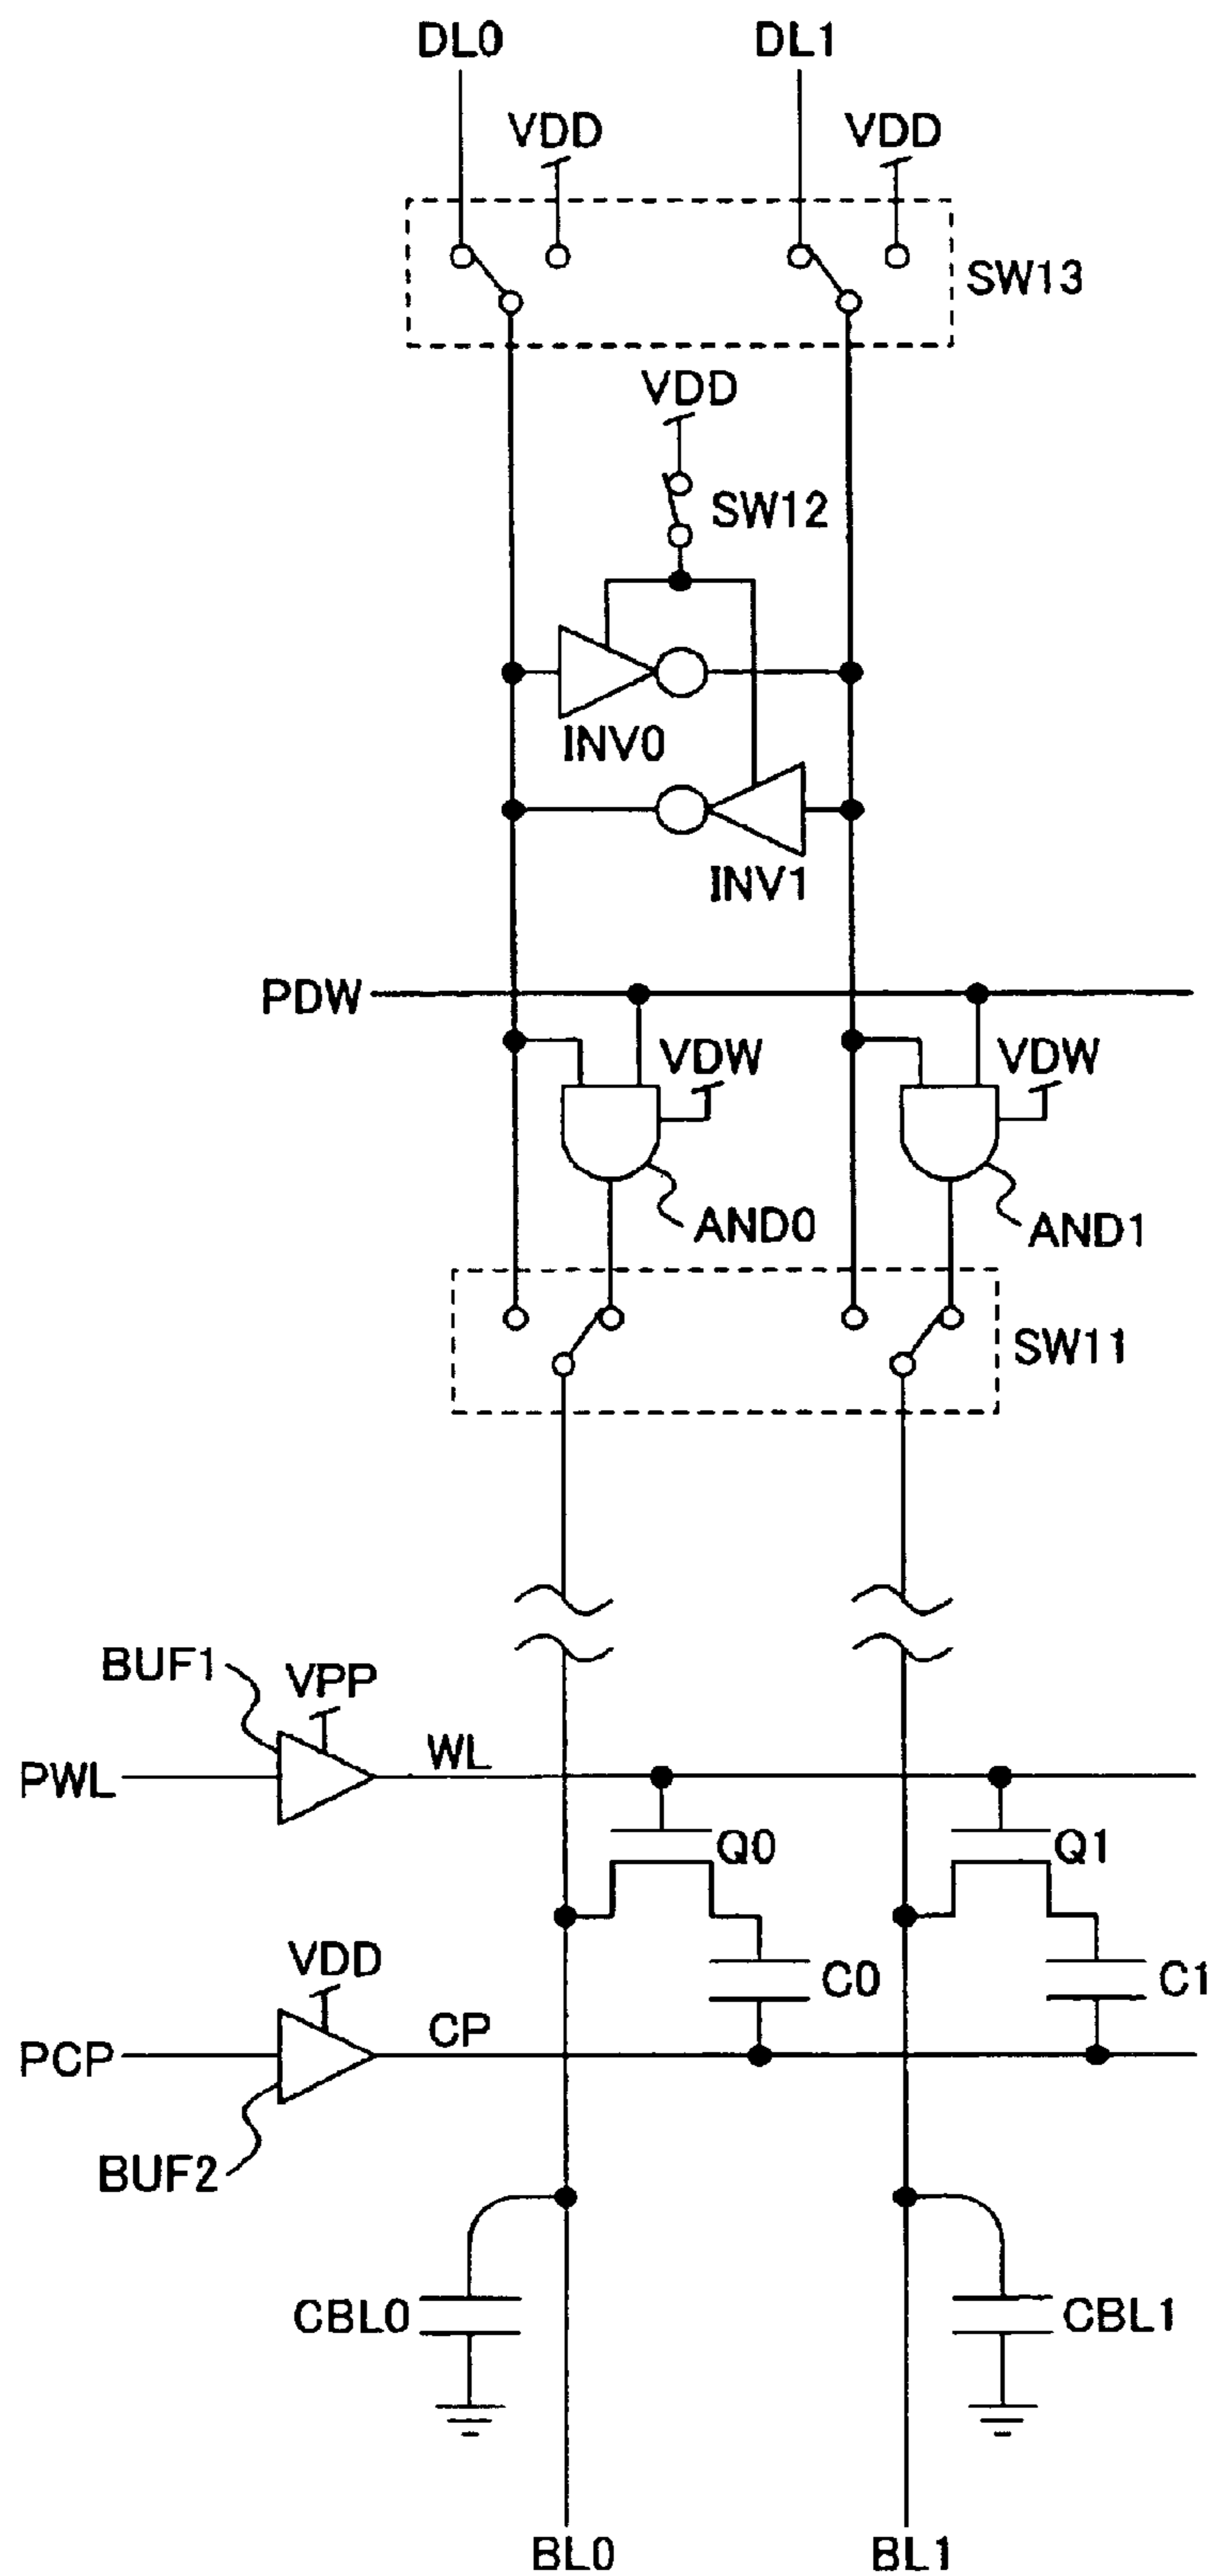 DL0
DL1
VDD
VDD
SW13
VDD
SW12
INV0
INV1
PDW
VDW
VDW
AND0
AND1
SW11
BUF1
VPP
PWL
WL
Q0
Q1
VDD
C0
C1
PCP
CP
BUF2
CBL0
CBL1
BL0
BL1